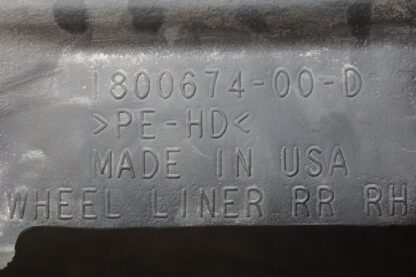 1800674-00-D
>PE-HD<
MADE IN USA
WHEEL LINER RR RH